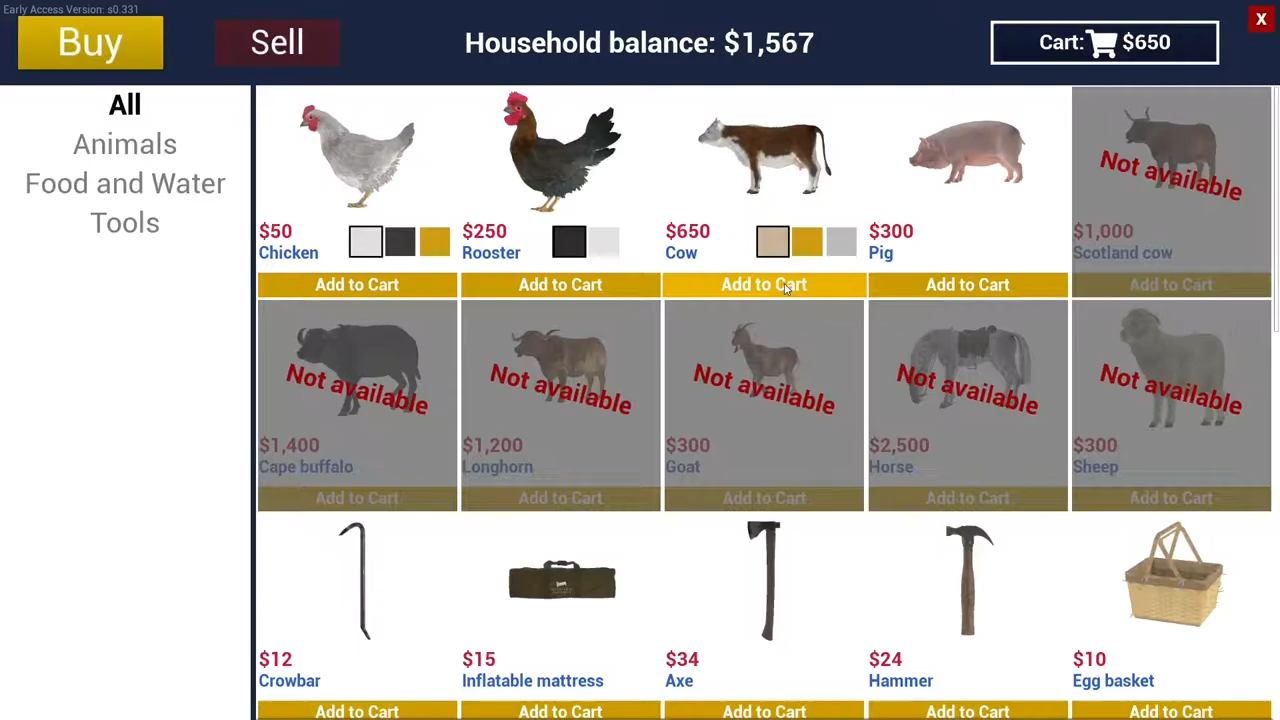 Early Access Version: s0.331
Buy
Sell
Household balance: $1,567
Cart: $650
X
All
Animals
Food and Water
Tools
$50
Chicken
Add to Cart
$250
Rooster
Add to Cart
$650
Cow
Add to Cart
$300
Pig
Add to Cart
Not available
$1,000
Scotland cow
Add to Cart
Not available
$1,400
Cape buffalo
Add to Cart
Not available
$1,200
Longhorn
Add to Cart
Not available
$300
Goat
Add to Cart
Not available
$2,500
Horse
Add to Cart
Not available
$300
Sheep
Add to Cart
$12
Crowbar
Add to Cart
$15
Inflatable mattress
Add to Cart
$34
Axe
Add to Cart
$24
Hammer
Add to Cart
$10
Egg basket
Add to Cart